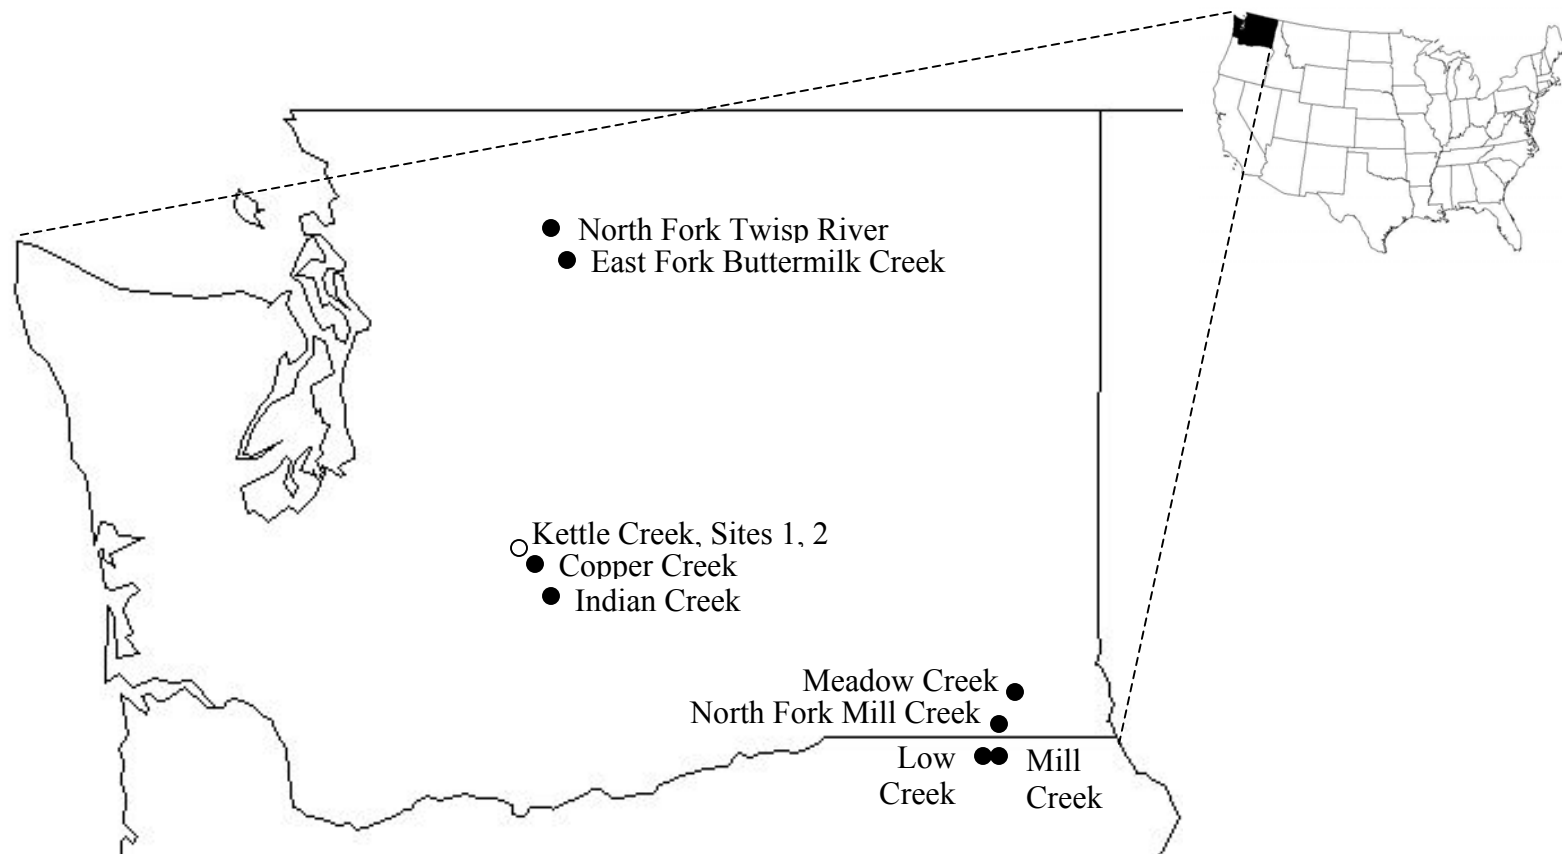 North Fork Twisp River
East Fork Buttermilk Creek
Kettle Creek, Sites 1, 2
Copper Creek
Indian Creek
Meadow Creek
North Fork Mill Creek
Low
Creek
Mill
Creek